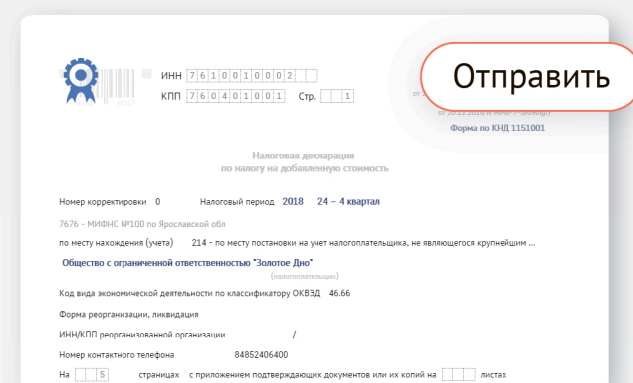 ИНН 7610010002
КПП 760401001 Стр. 1
Отправить
Форма по КНД 1151001
Налоговая декларация
по налогу на добавленную стоимость
Номер корректировки 0 Налоговый период 2018 24 – 4 квартал
7676 – МИФНС №100 по Ярославской обл
по месту нахождения (учета) 214 - по месту постановки на учет налогоплательщика, не являющегося крупнейшим ...
Общество с ограниченной ответственностью "Золотое Дно"
(налогоплательщик)
Код вида экономической деятельности по классификатору ОКВЭД 46.66
Форма реорганизации, ликвидация
ИНН/КПП реорганизованной организации /
Номер контактного телефона 84852406400
На 5 страницах с приложением подтверждающих документов или их копий на листах